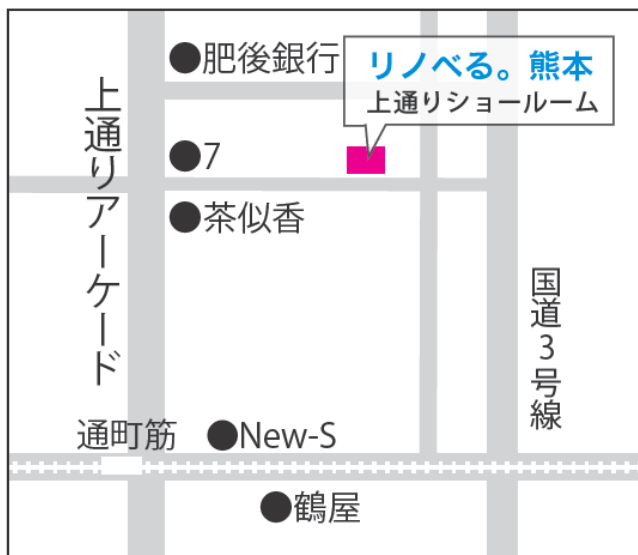 ●肥後銀行
リノベる。熊本
上通りショールーム
上通りアーケード
●7
●茶似香
国道3号線
通町筋
●New-S
●鶴屋